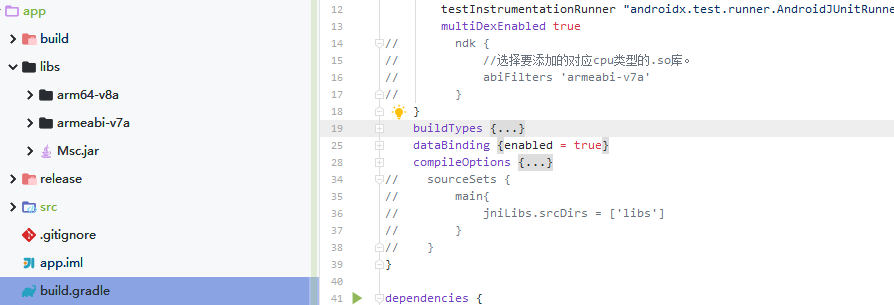 app
build
libs
arm64-v8a
armeabi-v7a
Msc.jar
release
src
.gitignore
app.iml
build.gradle
12 testInstrumentationRunner "androidx.test.runner.AndroidJUnitRunne
13 multiDexEnabled true
14 // ndk {
15 // //选择要添加的对应cpu类型的.so库。
16 // abiFilters 'armeabi-v7a'
17 // }
18 }
19 buildTypes {...}
25 dataBinding {enabled = true}
28 compileOptions {...}
34 // sourceSets {
35 // main{
36 // jniLibs.srcDirs = ['libs']
37 // }
38 // }
39 }
40
41 dependencies {